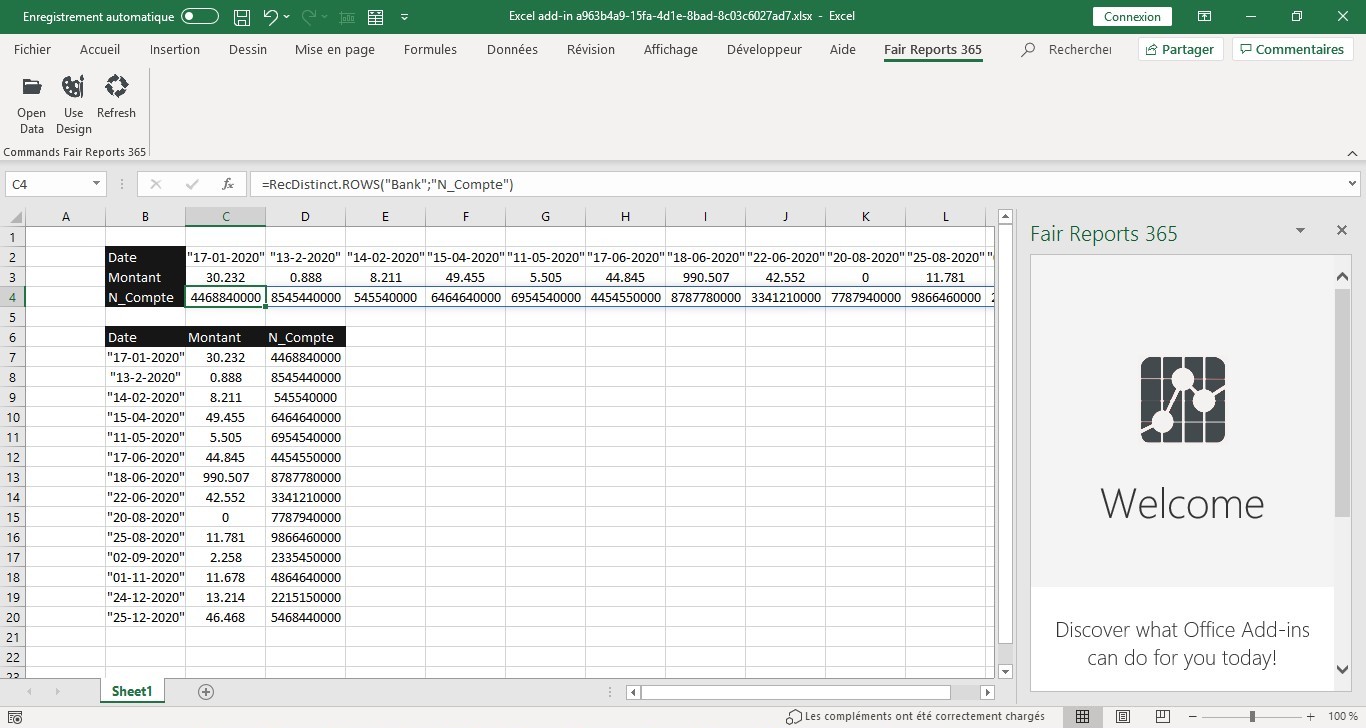 Enregistrement automatique
Excel add-in a963b4a9-15fa-4d1e-8bad-8c03c6027ad7.xlsx - Excel
Connexion
Fichier Accueil Insertion Dessin Mise en page Formules Données Révision Affichage Développeur Aide Fair Reports 365 Rechercher Partager Commentaires
Open Data
Use Design
Refresh
Commands Fair Reports 365
C4
fx
=RecDistinct.ROWS("Bank";"N_Compte")
A B C D E F G H I J K L
1
2 Date "17-01-2020" "13-2-2020" "14-02-2020" "15-04-2020" "11-05-2020" "17-06-2020" "18-06-2020" "22-06-2020" "20-08-2020" "25-08-2020"
3 Montant 30.232 0.888 8.211 49.455 5.505 44.845 990.507 42.552 0 11.781
4 N_Compte 4468840000 8545440000 545540000 6464640000 6954540000 4454550000 8787780000 3341210000 7787940000 9866460000
5
6 Date Montant N_Compte
7 "17-01-2020" 30.232 4468840000
8 "13-2-2020" 0.888 8545440000
9 "14-02-2020" 8.211 545540000
10 "15-04-2020" 49.455 6464640000
11 "11-05-2020" 5.505 6954540000
12 "17-06-2020" 44.845 4454550000
13 "18-06-2020" 990.507 8787780000
14 "22-06-2020" 42.552 3341210000
15 "20-08-2020" 0 7787940000
16 "25-08-2020" 11.781 9866460000
17 "02-09-2020" 2.258 2335450000
18 "01-11-2020" 11.678 4864640000
19 "24-12-2020" 13.214 2215150000
20 "25-12-2020" 46.468 5468440000
21
22
23
Fair Reports 365
Welcome
Discover what Office Add-ins
can do for you today!
Sheet1
Les compléments ont été correctement chargés
100 %